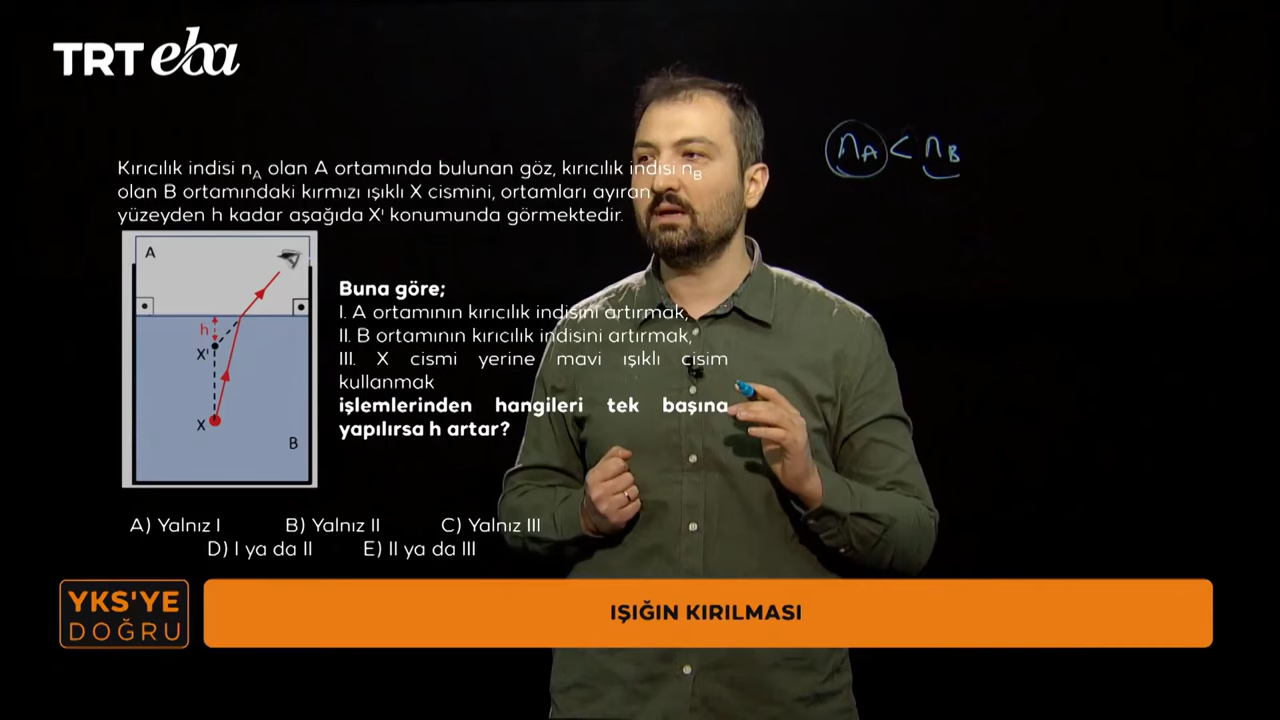 TRT eba
nA < nB
Kırıcılık indisi nA olan A ortamında bulunan göz, kırıcılık indisi nB
olan B ortamındaki kırmızı ışıklı X cismini, ortamları ayıran
yüzeyden h kadar aşağıda X' konumunda görmektedir.
A
h
X'
X
B
Buna göre;
I. A ortamının kırıcılık indisini artırmak,
II. B ortamının kırıcılık indisini artırmak,
III. X cismi yerine mavi ışıklı cisim
kullanmak
işlemlerinden hangileri tek başına
yapılırsa h artar?
A) Yalnız I B) Yalnız II C) Yalnız III
D) I ya da II E) II ya da III
YKS'YE
DOĞRU
IŞIĞIN KIRILMASI